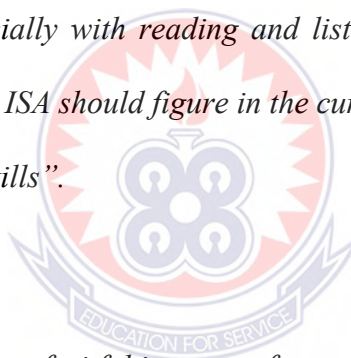 ially with reading and list
ISA should figure in the cur
ills”.
EDUCATION FOR SERVICE